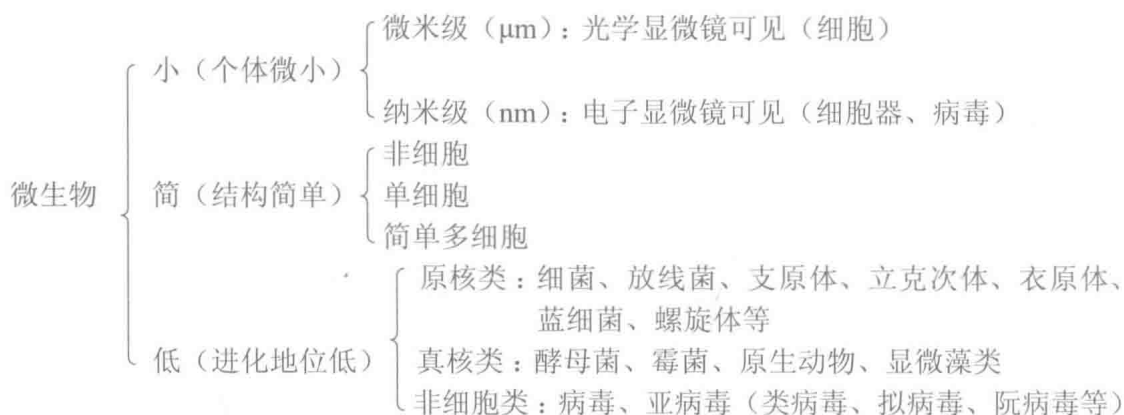 微米级（μm）：光学显微镜可见（细胞）
小（个体微小）
纳米级（nm）：电子显微镜可见（细胞器、病毒）
非细胞
微生物 简（结构简单） 单细胞
简单多细胞
原核类：细菌、放线菌、支原体、立克次体、衣原体、
蓝细菌、螺旋体等
低（进化地位低） 真核类：酵母菌、霉菌、原生动物、显微藻类
非细胞类：病毒、亚病毒（类病毒、拟病毒、阮病毒等）